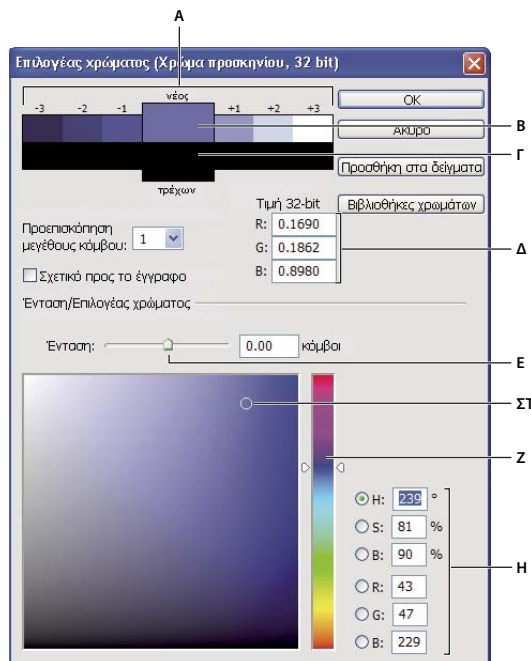 Α
Επιλογέας χρώματος (Χρώμα προσκηνίου, 32 bit)
νέος
-3 -2 -1 +1 +2 +3
OK
Β
Άκυρο
Γ
Προσθήκη στα δείγματα
τρέχων
Τιμή 32-bit
Βιβλιοθήκες χρωμάτων
R: 0.1690
Προεπισκόπηση μεγέθους κόμβου: 1
G: 0.1862
Δ
B: 0.8980
Σχετικό προς το έγγραφο
Ένταση/Επιλογέας χρώματος
Ένταση: 0.00 κόμβοι
Ε
ΣΤ
Ζ
H: 239 °
S: 81 %
B: 90 %
Η
R: 43
G: 47
B: 229